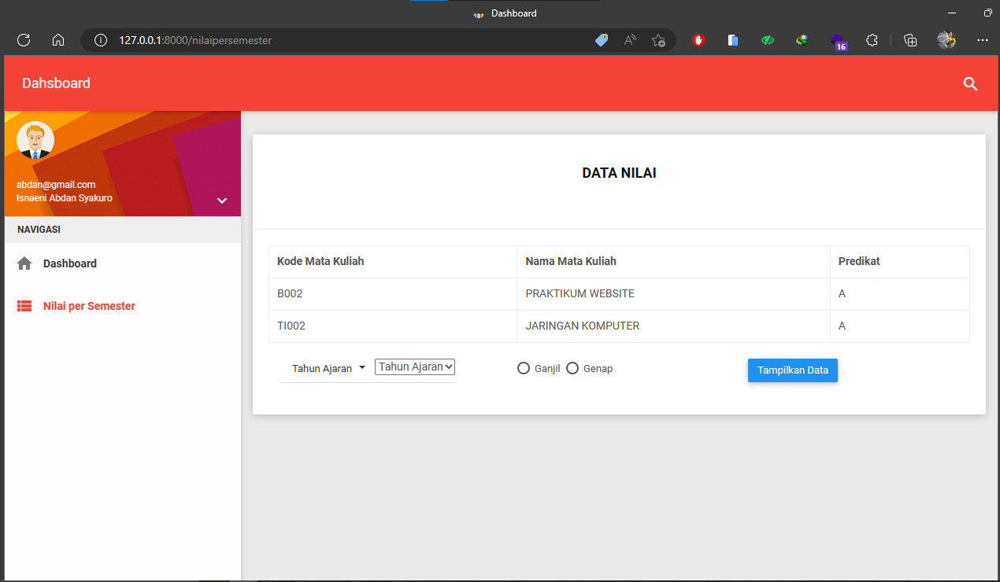 Dashboard
127.0.0.1:8000/nilaipersemester
16
Dahsboard
abdan@gmail.com
Isnaeni Abdan Syakuro
NAVIGASI
Dashboard
Nilai per Semester
DATA NILAI
Kode Mata Kuliah Nama Mata Kuliah Predikat
B002 PRAKTIKUM WEBSITE A
TI002 JARINGAN KOMPUTER A
Tahun Ajaran Tahun Ajaran Ganjil Genap Tampilkan Data